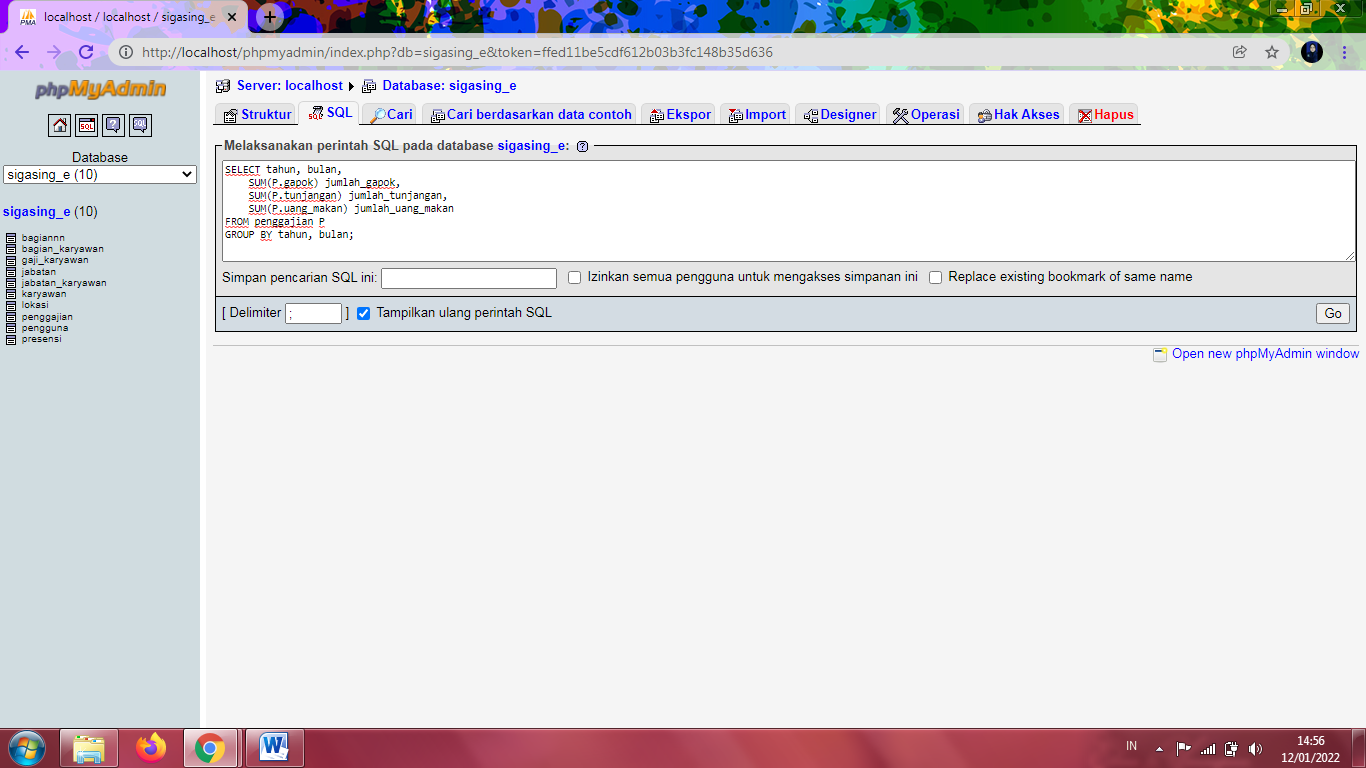 localhost / localhost / sigasing_e
http://localhost/phpmyadmin/index.php?db=sigasing_e&token=ffed11be5cdf612b03b3fc148b35d636
phpMyAdmin
Database
sigasing_e (10)
sigasing_e (10)
bagiannn
bagian_karyawan
gaji_karyawan
jabatan
jabatan_karyawan
karyawan
lokasi
penggajian
pengguna
presensi
Server: localhost Database: sigasing_e
Struktur SQL Cari Cari berdasarkan data contoh Ekspor Import Designer Operasi Hak Akses Hapus
Melaksanakan perintah SQL pada database sigasing_e:
SELECT tahun, bulan,
SUM(P.gapok) jumlah_gapok,
SUM(P.tunjangan) jumlah_tunjangan,
SUM(P.uang_makan) jumlah_uang_makan
FROM penggajian P
GROUP BY tahun, bulan;
Simpan pencarian SQL ini: Izinkan semua pengguna untuk mengakses simpanan ini Replace existing bookmark of same name
[ Delimiter ; ] Tampilkan ulang perintah SQL Go
Open new phpMyAdmin window
IN 14:56
12/01/2022